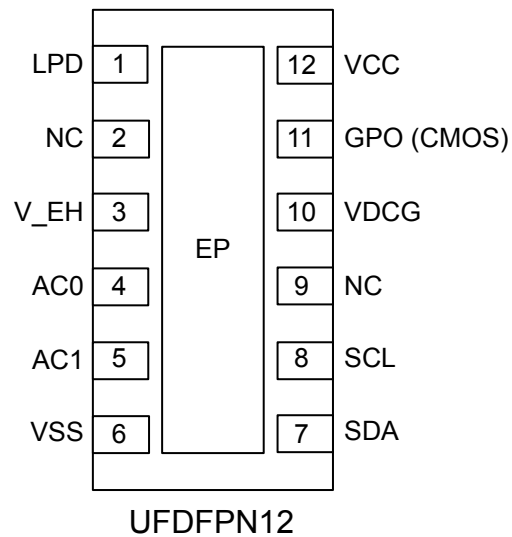 LPD 1 12 VCC
NC 2 11 GPO (CMOS)
V_EH 3 10 VDCG
EP
AC0 4 9 NC
AC1 5 8 SCL
VSS 6 7 SDA
UFDFPN12